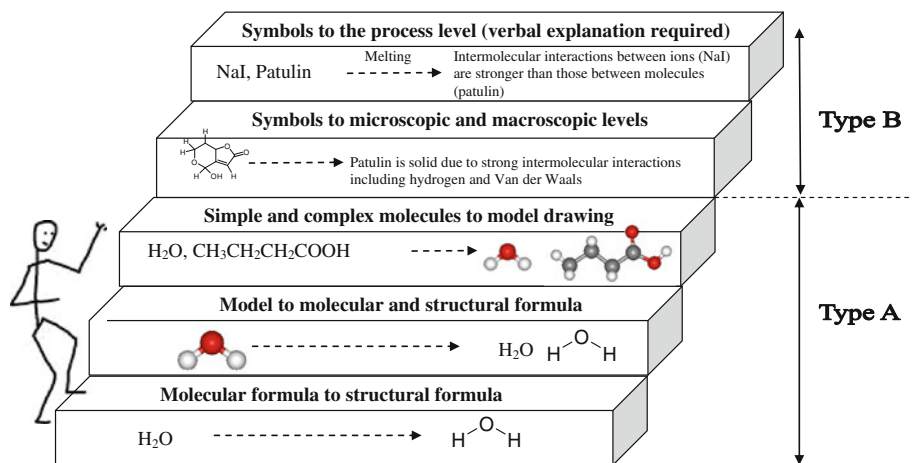 Symbols to the process level (verbal explanation required)
NaI, Patulin
Melting
Intermolecular interactions between ions (NaI)
are stronger than those between molecules
(patulin)
Symbols to microscopic and macroscopic levels
H
H
H
H
O
O
O
OH
H
Patulin is solid due to strong intermolecular interactions
including hydrogen and Van der Waals
Type B
Simple and complex molecules to model drawing
H₂O, CH₃CH₂CH₂COOH
Model to molecular and structural formula
H₂O
H O H
Type A
Molecular formula to structural formula
H₂O
H O H